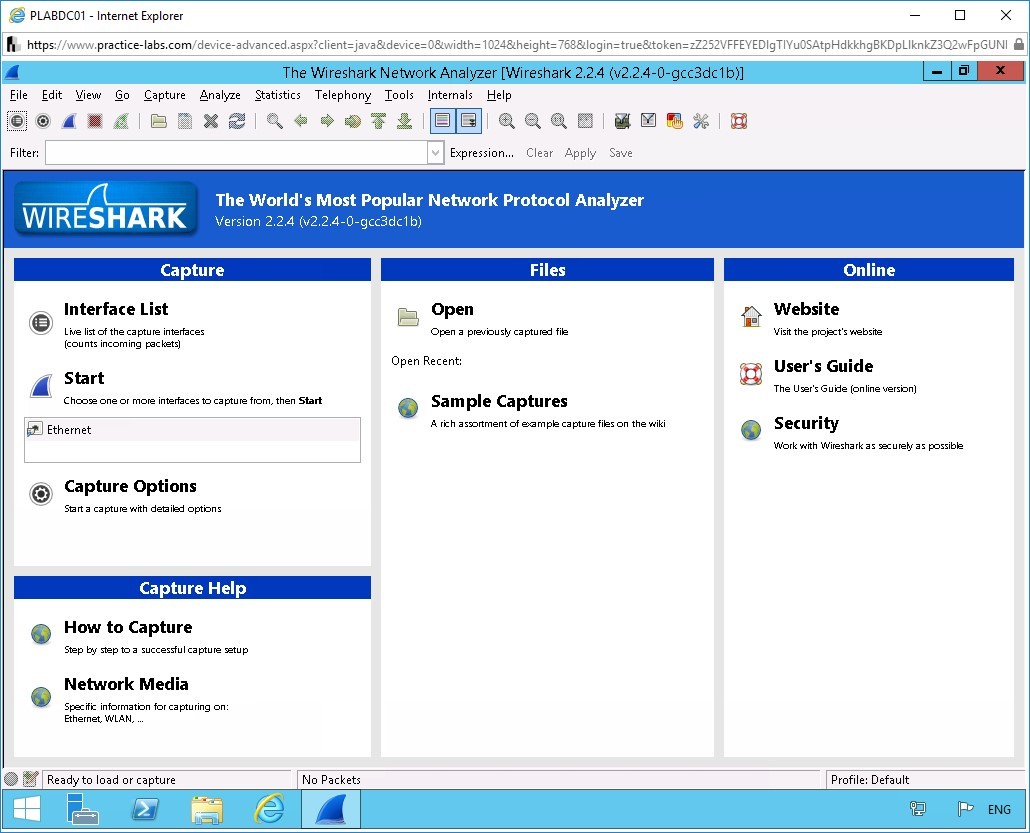 PLABDC01 - Internet Explorer
https://www.practice-labs.com/device-advanced.aspx?client=java&device=0&width=1024&height=768&login=true&token=zZ252VFFEYEDIgTIYu0SAtpHdkkhgBKDpLIknkZ3Q2wFpGUNI
The Wireshark Network Analyzer [Wireshark 2.2.4 (v2.2.4-0-gcc3dc1b)]
File Edit View Go Capture Analyze Statistics Telephony Tools Internals Help
Filter: Expression... Clear Apply Save
WIRESHARK
The World's Most Popular Network Protocol Analyzer
Version 2.2.4 (v2.2.4-0-gcc3dc1b)
Capture
Interface List
Live list of the capture interfaces
(counts incoming packets)
Start
Choose one or more interfaces to capture from, then Start
Ethernet
Capture Options
Start a capture with detailed options
Capture Help
How to Capture
Step by step to a successful capture setup
Network Media
Specific information for capturing on:
Ethernet, WLAN, ...
Files
Open
Open a previously captured file
Open Recent:
Sample Captures
A rich assortment of example capture files on the wiki
Online
Website
Visit the project's website
User's Guide
The User's Guide (online version)
Security
Work with Wireshark as securely as possible
Ready to load or capture
No Packets
Profile: Default
ENG